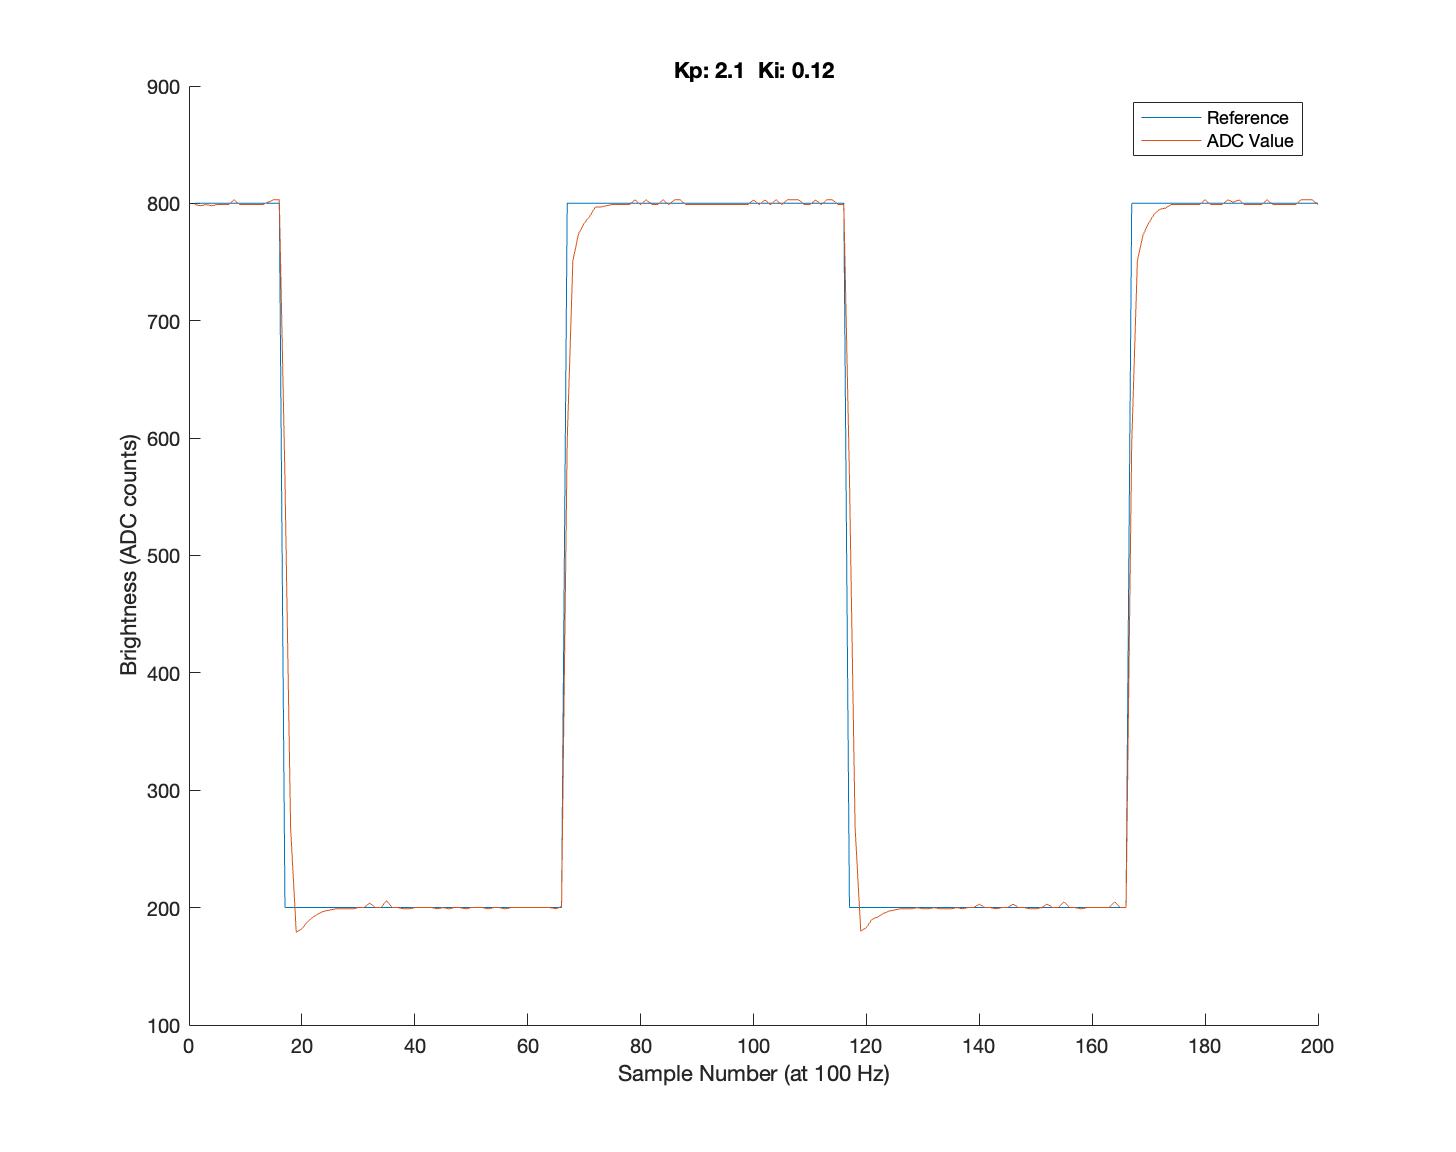 Kp: 2.1  Ki: 0.12
900
Reference
ADC Value
800
700
600
Brightness (ADC counts)
500
400
300
200
100
0 20 40 60 80 100 120 140 160 180 200
Sample Number (at 100 Hz)